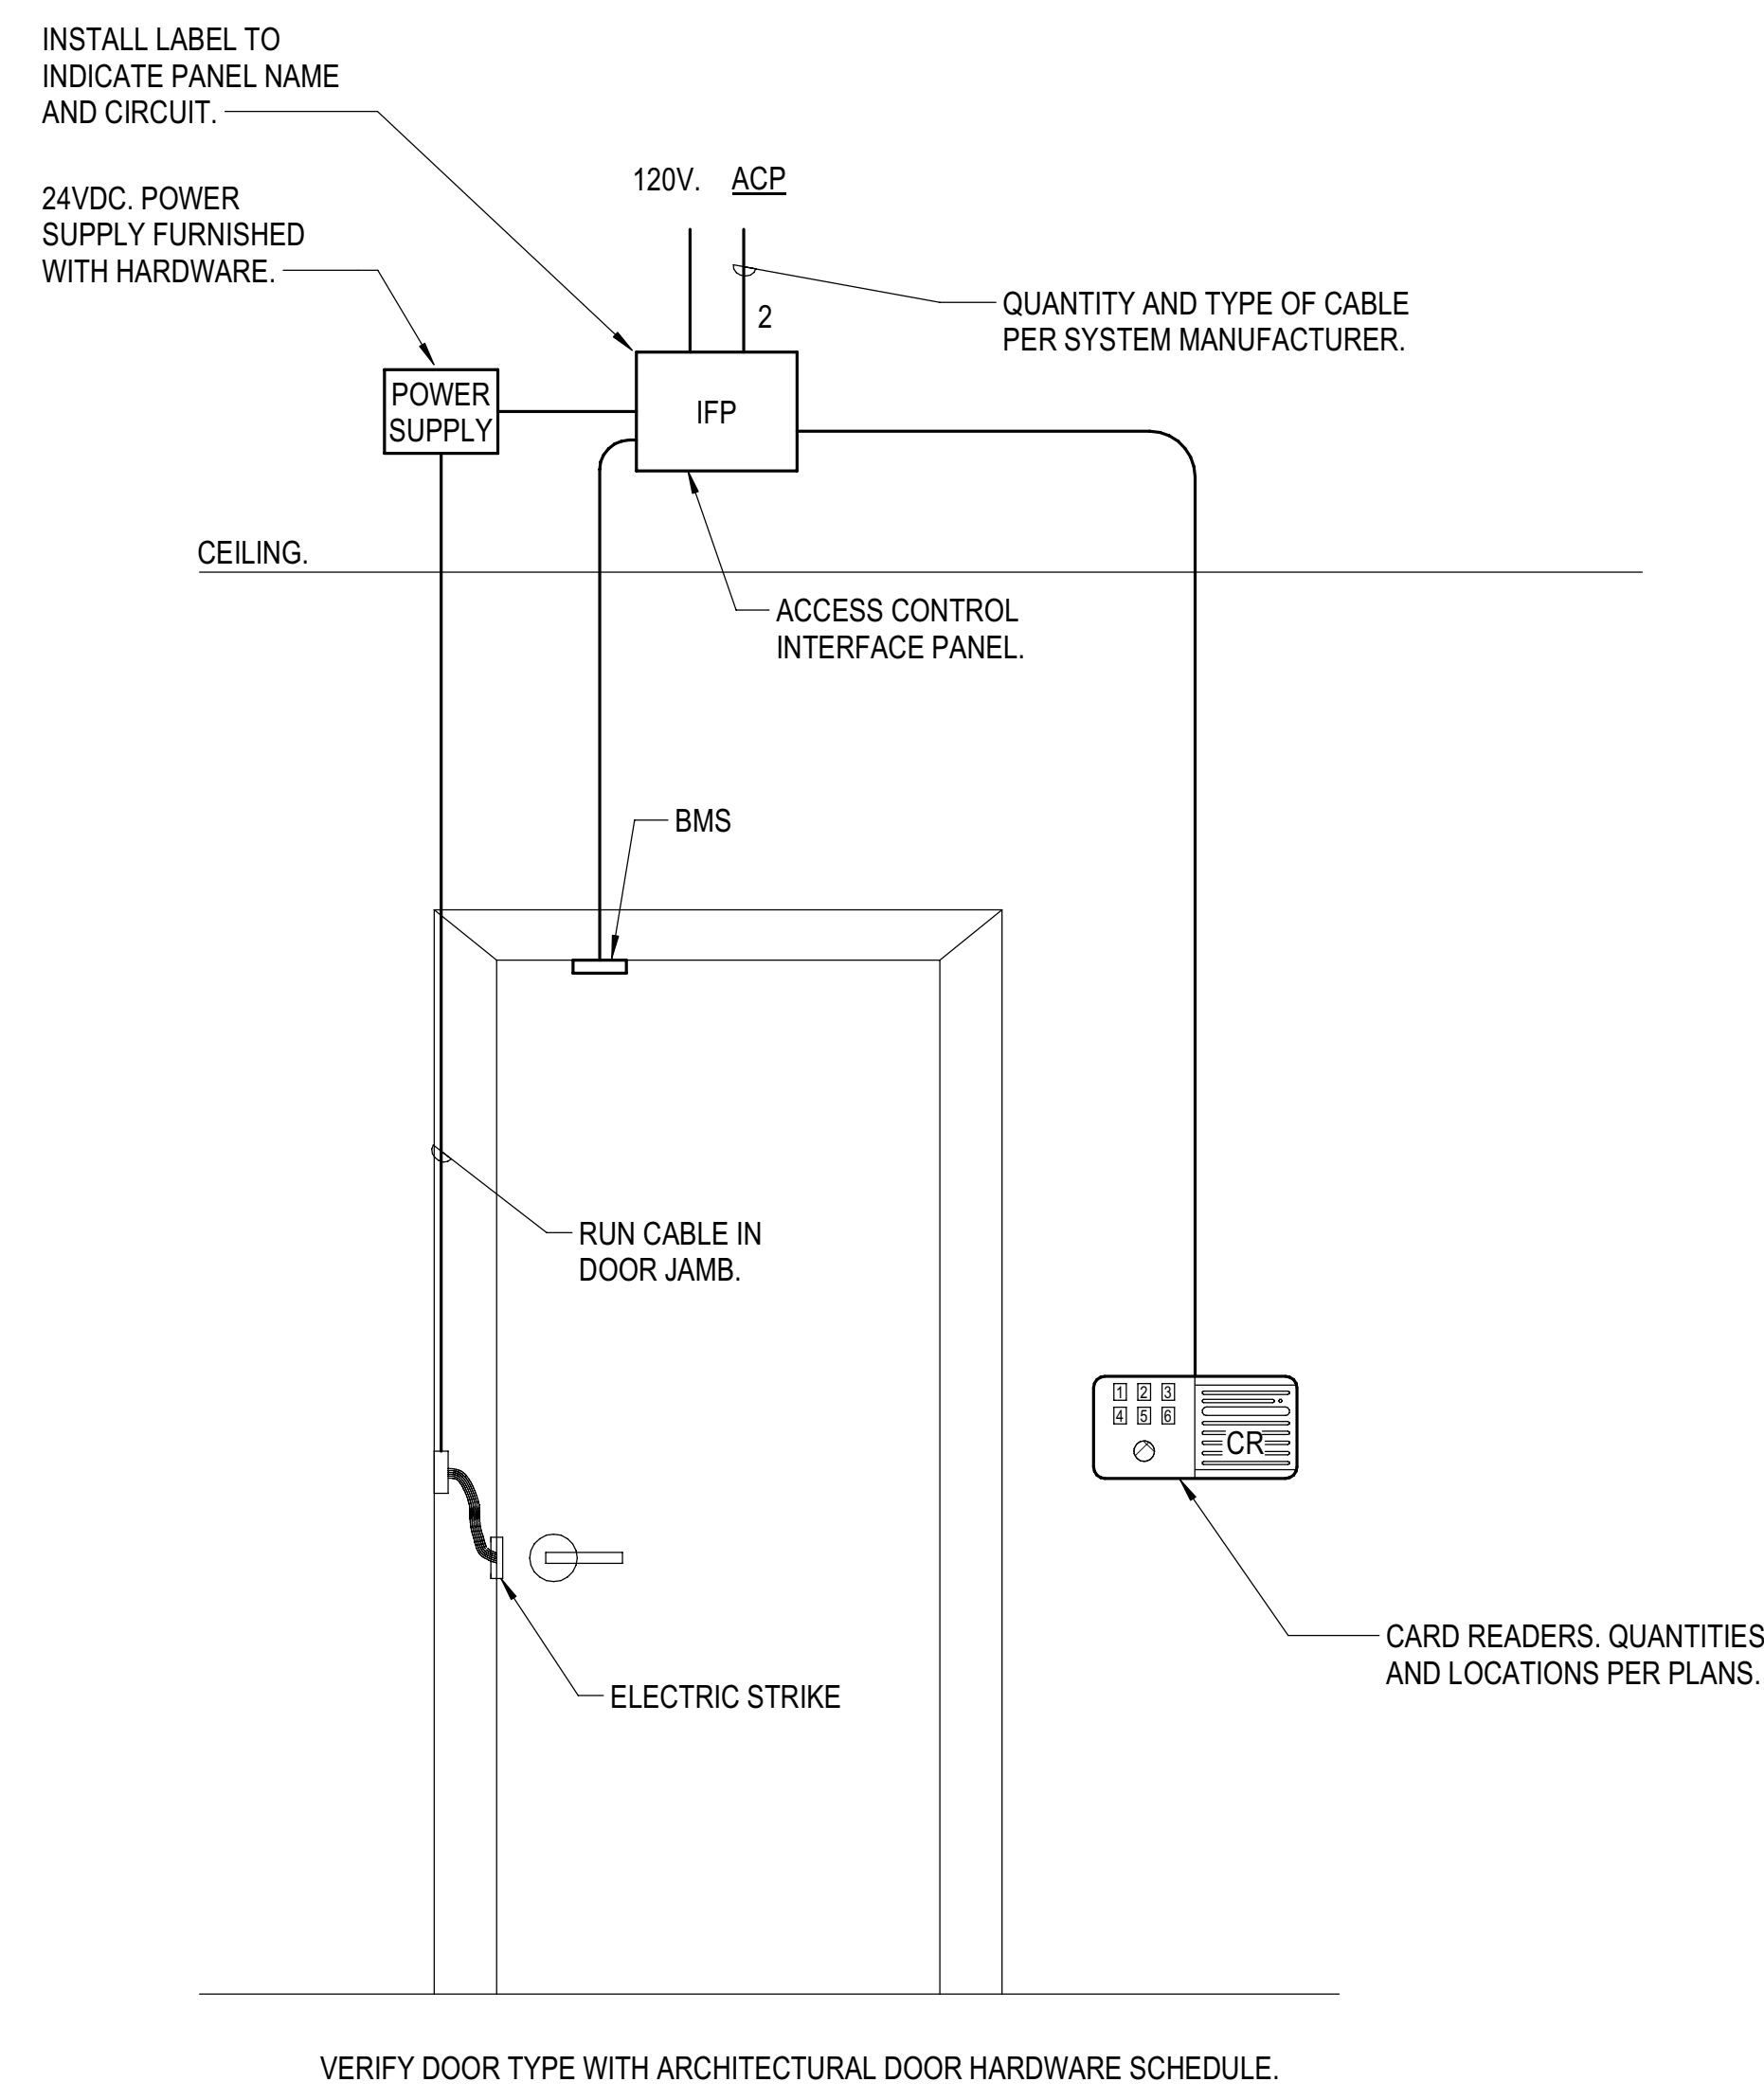 INSTALL LABEL TO
INDICATE PANEL NAME
AND CIRCUIT.
120V. ACP
24VDC. POWER
SUPPLY FURNISHED
WITH HARDWARE.
QUANTITY AND TYPE OF CABLE
PER SYSTEM MANUFACTURER.
2
POWER
SUPPLY
IFP
CEILING.
ACCESS CONTROL
INTERFACE PANEL.
BMS
RUN CABLE IN
DOOR JAMB.
1 2 3
4 5 6
CR
CARD READERS. QUANTITIES
AND LOCATIONS PER PLANS.
ELECTRIC STRIKE
VERIFY DOOR TYPE WITH ARCHITECTURAL DOOR HARDWARE SCHEDULE.